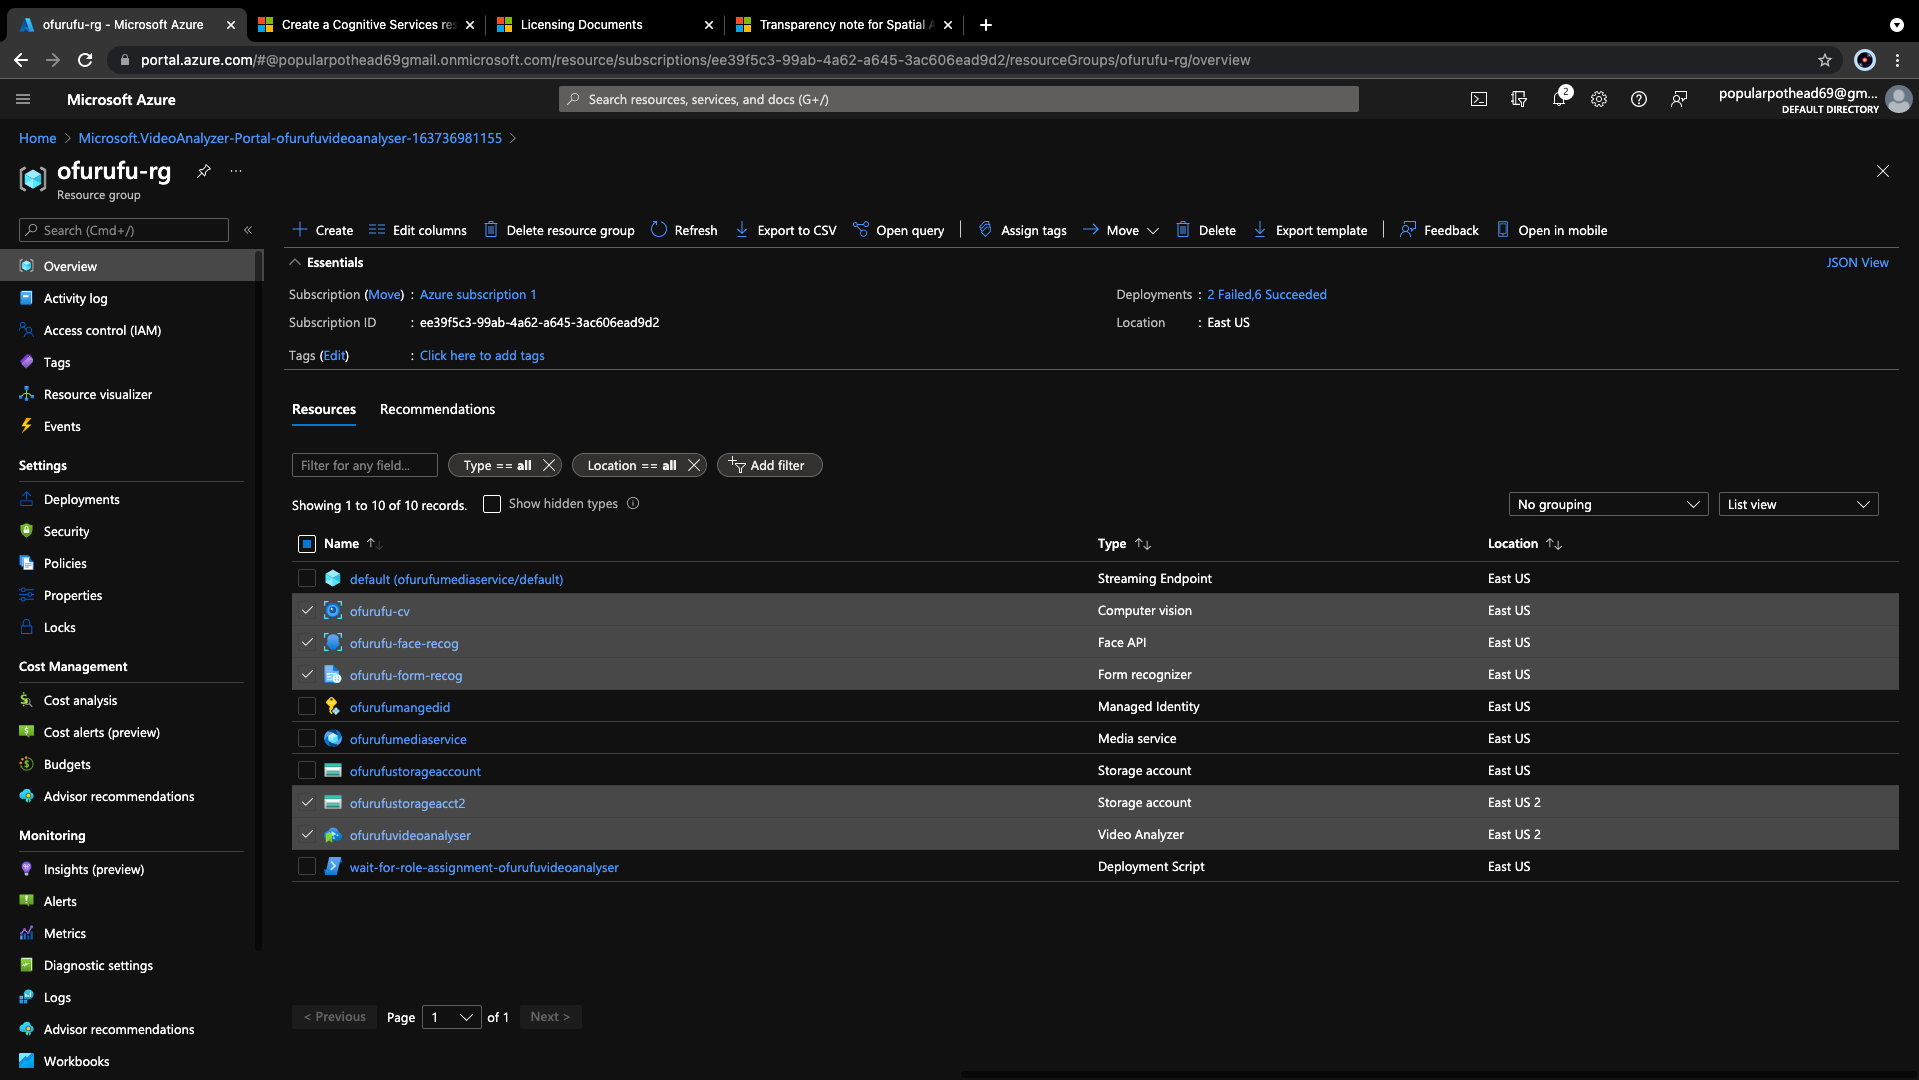 ofurufu-rg - Microsoft Azure
Create a Cognitive Services res
Licensing Documents
Transparency note for Spatial A
portal.azure.com/#@popularpothead69gmail.onmicrosoft.com/resource/subscriptions/ee39f5c3-99ab-4a62-a645-3ac606ead9d2/resourceGroups/ofurufu-rg/overview
Microsoft Azure
Search resources, services, and docs (G+/)
2
popularpothead69@gm...
DEFAULT DIRECTORY
Home > Microsoft.VideoAnalyzer-Portal-ofurufuvideoanalyser-163736981155 >
ofurufu-rg
...
Resource group
Search (Cmd+/)
«
Create
Edit columns
Delete resource group
Refresh
Export to CSV
Open query
Assign tags
Move
Delete
Export template
Feedback
Open in mobile
Overview
Activity log
Access control (IAM)
Tags
Resource visualizer
Events
Settings
Deployments
Security
Policies
Properties
Locks
Cost Management
Cost analysis
Cost alerts (preview)
Budgets
Advisor recommendations
Monitoring
Insights (preview)
Alerts
Metrics
Diagnostic settings
Logs
Advisor recommendations
Workbooks
Essentials
JSON View
Subscription (Move) : Azure subscription 1
Deployments : 2 Failed,6 Succeeded
Subscription ID : ee39f5c3-99ab-4a62-a645-3ac606ead9d2
Location : East US
Tags (Edit) : Click here to add tags
Resources
Recommendations
Filter for any field...
Type == all
Location == all
Add filter
Showing 1 to 10 of 10 records.
Show hidden types
No grouping
List view
Name Type Location
default (ofurufumediaservice/default) Streaming Endpoint East US
ofurufu-cv Computer vision East US
ofurufu-face-recog Face API East US
ofurufu-form-recog Form recognizer East US
ofurufumangedid Managed Identity East US
ofurufumediaservice Media service East US
ofurufustorageaccount Storage account East US
ofurufustorageacct2 Storage account East US 2
ofurufuvideoanalyser Video Analyzer East US 2
wait-for-role-assignment-ofurufuvideoanalyser Deployment Script East US
< Previous Page 1 of 1 Next >